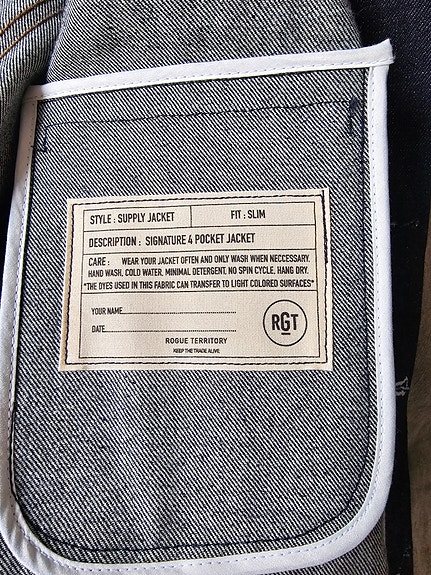 STYLE : SUPPLY JACKET FIT : SLIM
DESCRIPTION : SIGNATURE 4 POCKET JACKET
CARE : WEAR YOUR JACKET OFTEN AND ONLY WASH WHEN NECCESSARY.
HAND WASH, COLD WATER, MINIMAL DETERGENT. NO SPIN CYCLE, HANG DRY.
*THE DYES USED IN THIS FABRIC CAN TRANSFER TO LIGHT COLORED SURFACES*
YOUR NAME
DATE
RGT
ROGUE TERRITORY
KEEP THE TRADE ALIVE